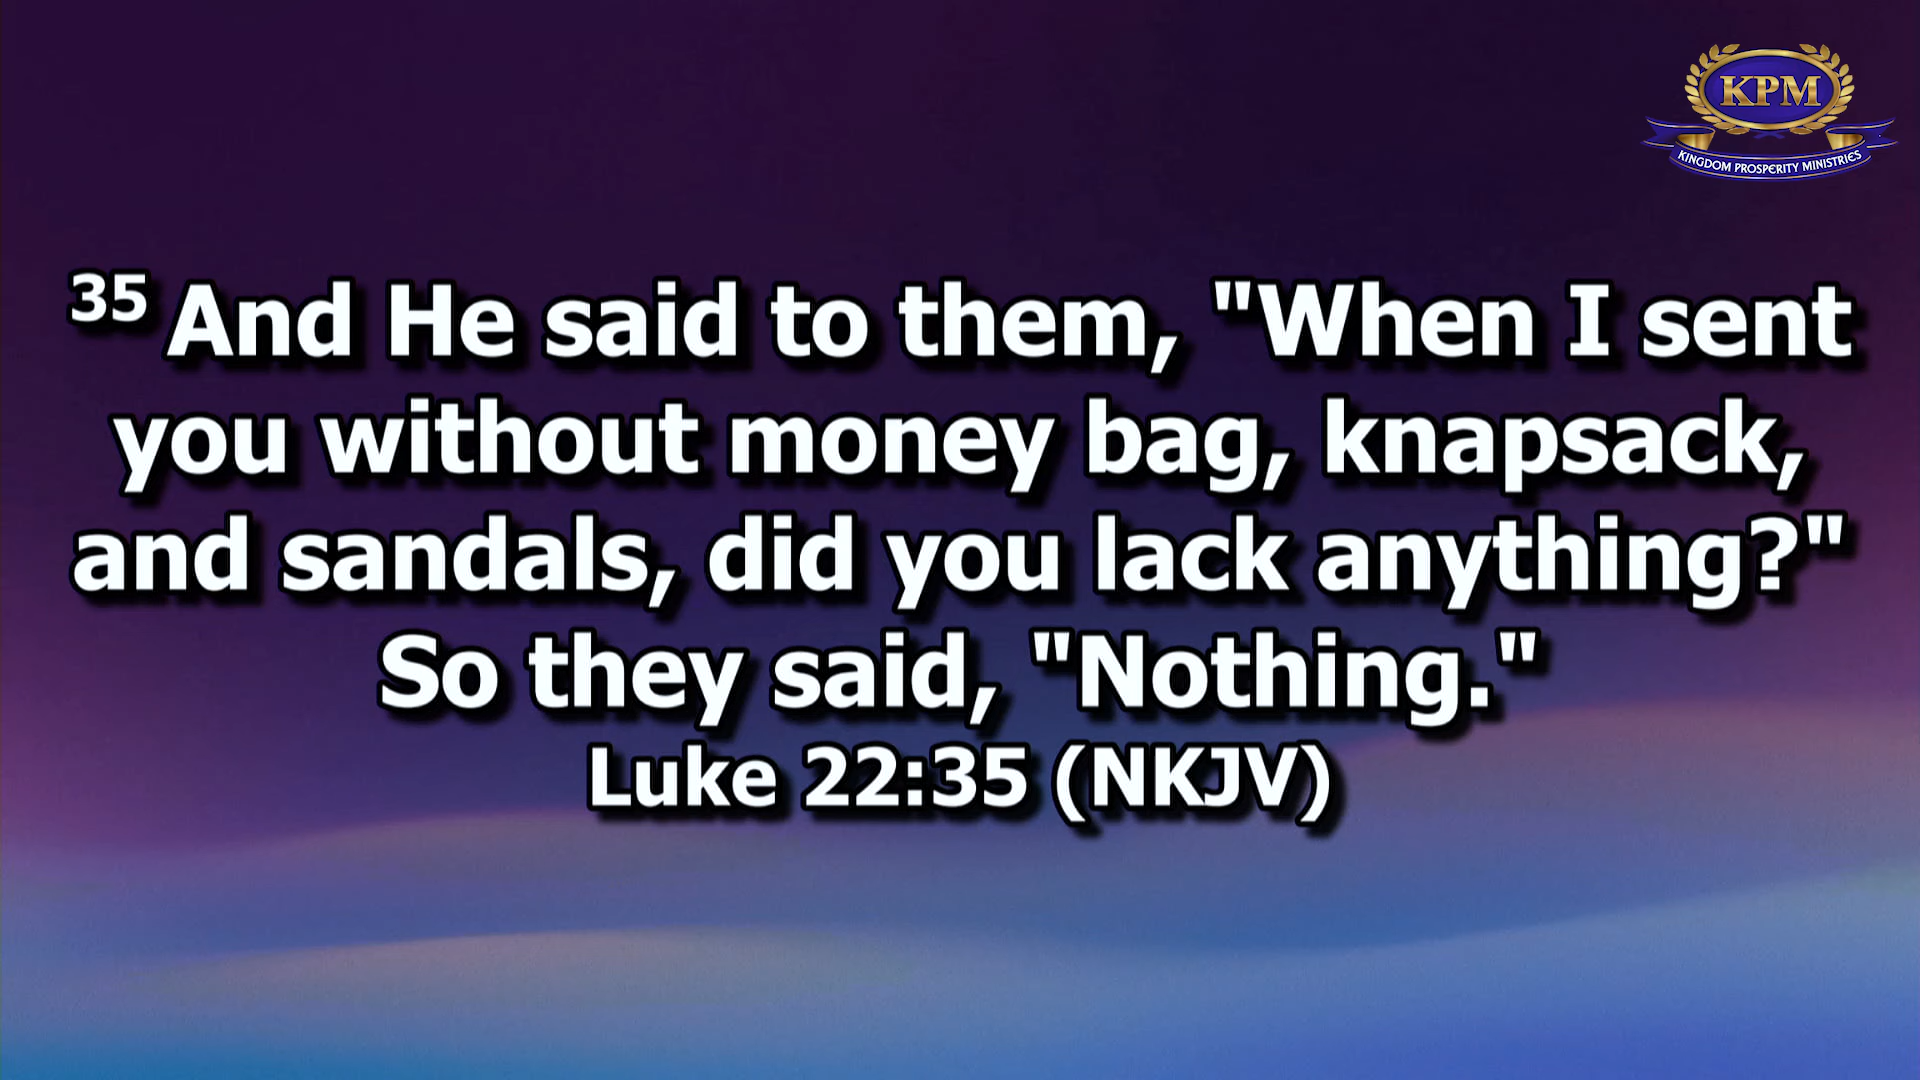 KPM
KINGDOM PROSPERITY MINISTRIES
35 And He said to them, "When I sent
you without money bag, knapsack,
and sandals, did you lack anything?"
So they said, "Nothing."
Luke 22:35 (NKJV)